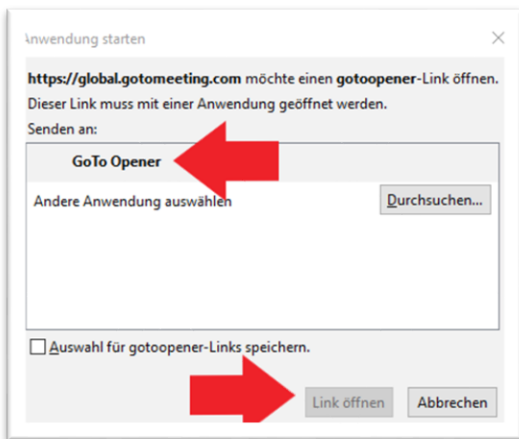 Anwendung starten
https://global.gotomeeting.com möchte einen gotoopener-Link öffnen.
Dieser Link muss mit einer Anwendung geöffnet werden.
Senden an:
GoTo Opener
Andere Anwendung auswählen
Durchsuchen...
Auswahl für gotoopener-Links speichern.
Link öffnen
Abbrechen